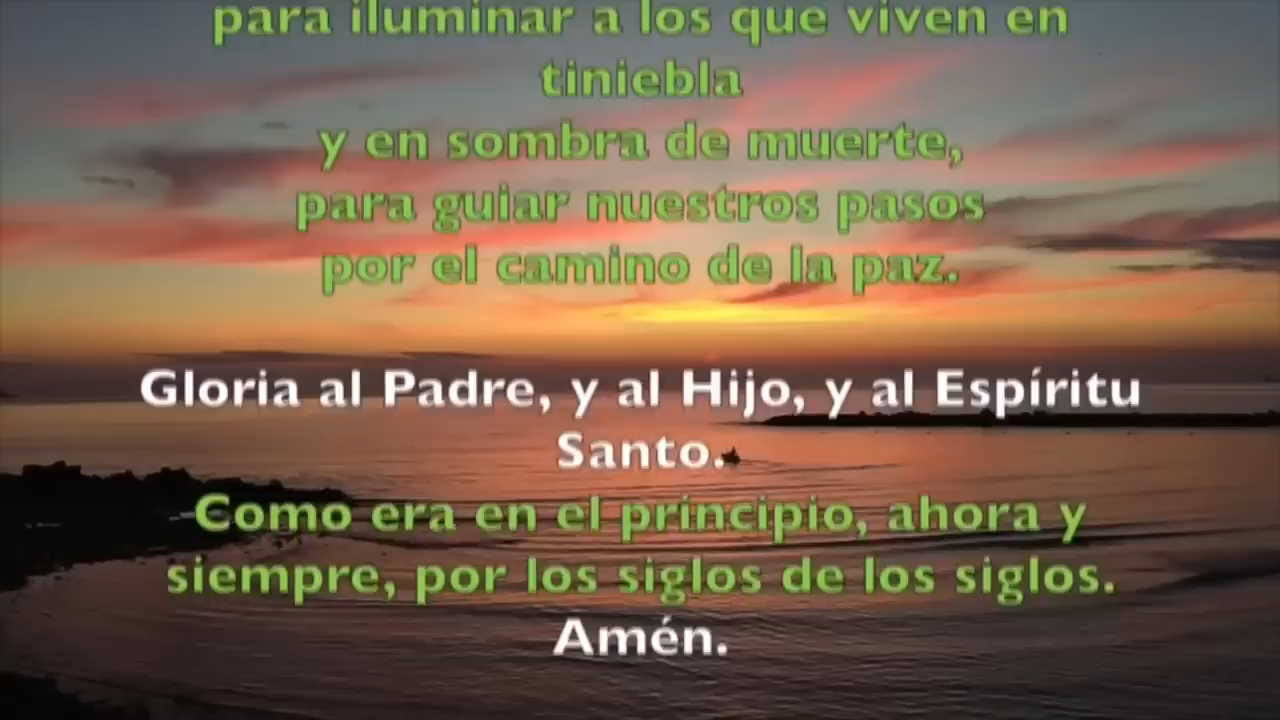 para iluminar a los que viven en
tiniebla
y en sombra de muerte,
para guiar nuestros pasos
por el camino de la paz.
Gloria al Padre, y al Hijo, y al Espíritu
Santo.
Como era en el principio, ahora y
siempre, por los siglos de los siglos.
Amén.